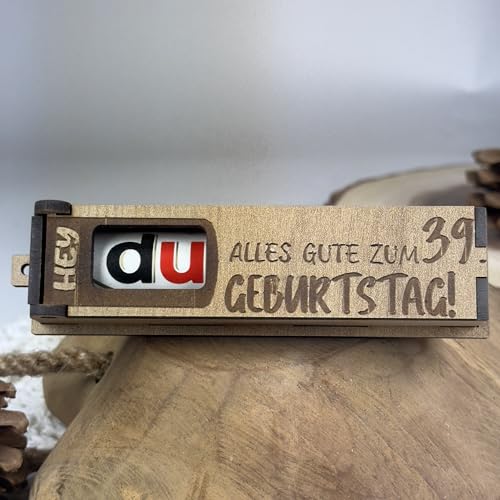 HEY
du
ALLES GUTE ZUM 39.
GEBURTSTAG!